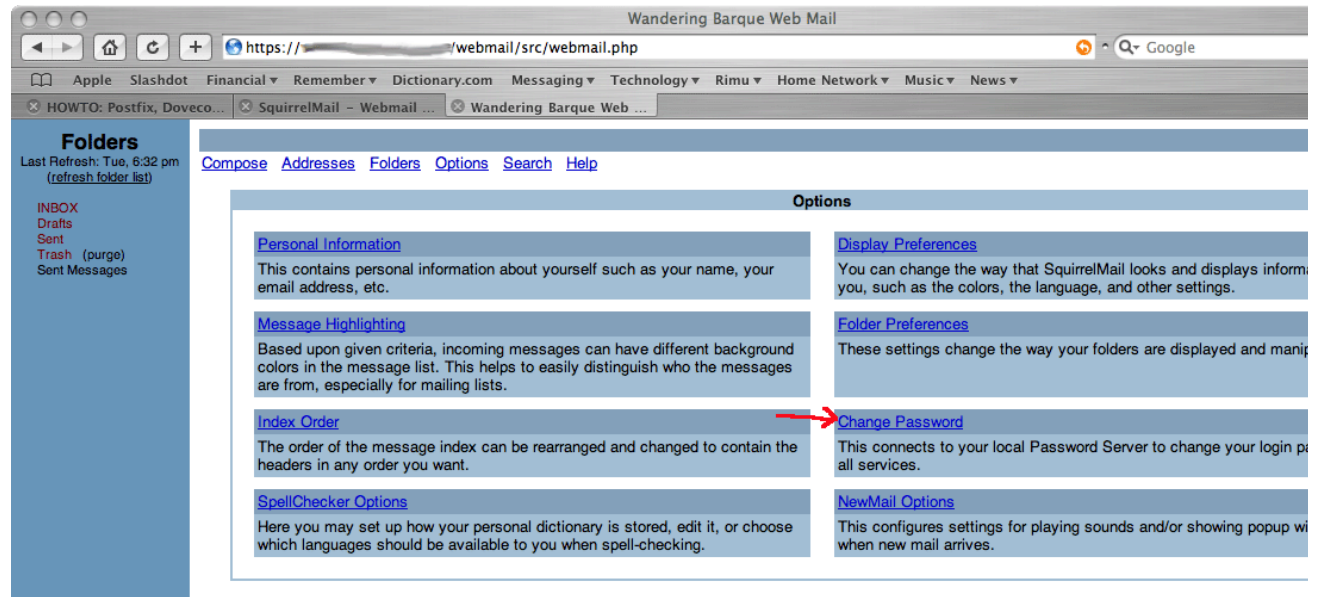 Wandering Barque Web Mail
https:// /webmail/src/webmail.php
Google
Apple Slashdot Financial Remember Dictionary.com Messaging Technology Rimu Home Network Music News
HOWTO: Postfix, Doveco... SquirrelMail – Webmail ... Wandering Barque Web ...
Folders
Last Refresh: Tue, 6:32 pm
(refresh folder list)
INBOX
Drafts
Sent
Trash (purge)
Sent Messages
Compose Addresses Folders Options Search Help
Options
Personal Information
This contains personal information about yourself such as your name, your
email address, etc.
Display Preferences
You can change the way that SquirrelMail looks and displays inform
you, such as the colors, the language, and other settings.
Message Highlighting
Based upon given criteria, incoming messages can have different background
colors in the message list. This helps to easily distinguish who the messages
are from, especially for mailing lists.
Folder Preferences
These settings change the way your folders are displayed and manip
Index Order
The order of the message index can be rearranged and changed to contain the
headers in any order you want.
Change Password
This connects to your local Password Server to change your login pa
all services.
SpellChecker Options
Here you may set up how your personal dictionary is stored, edit it, or choose
which languages should be available to you when spell-checking.
NewMail Options
This configures settings for playing sounds and/or showing popup wi
when new mail arrives.